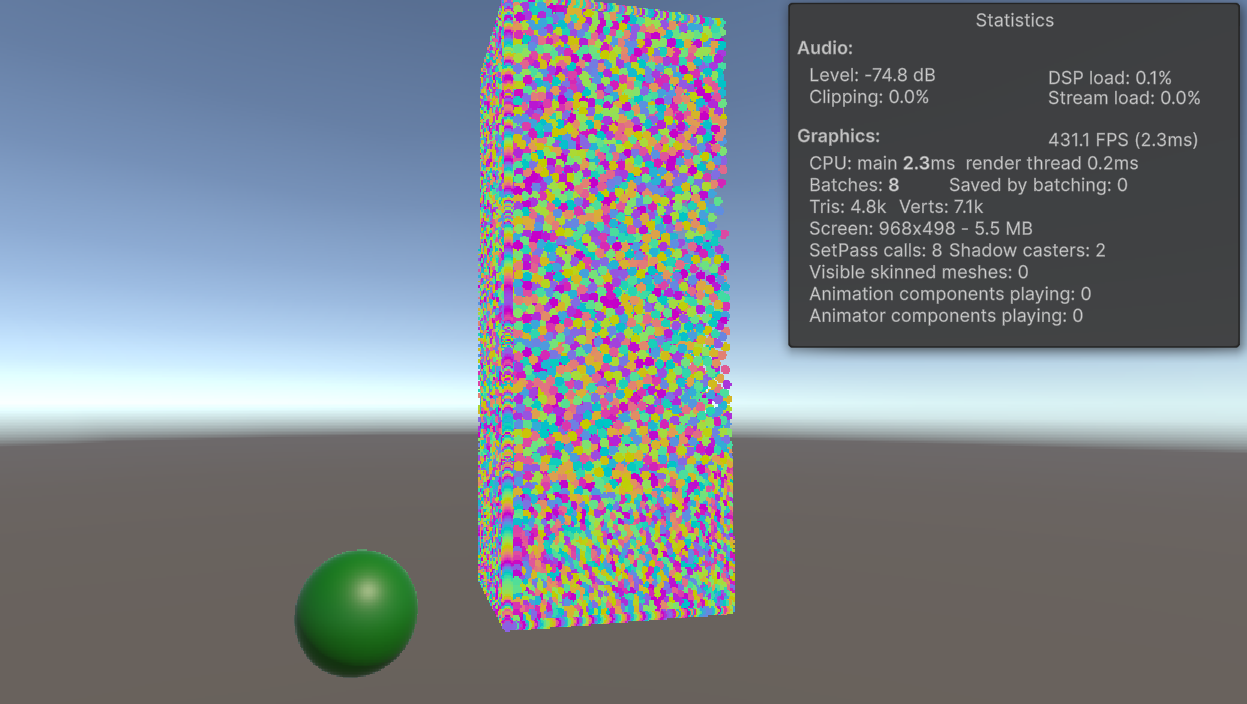 Statistics
Audio:
Level: -74.8 dB DSP load: 0.1%
Clipping: 0.0% Stream load: 0.0%
Graphics: 431.1 FPS (2.3ms)
CPU: main 2.3ms render thread 0.2ms
Batches: 8 Saved by batching: 0
Tris: 4.8k Verts: 7.1k
Screen: 968x498 - 5.5 MB
SetPass calls: 8 Shadow casters: 2
Visible skinned meshes: 0
Animation components playing: 0
Animator components playing: 0